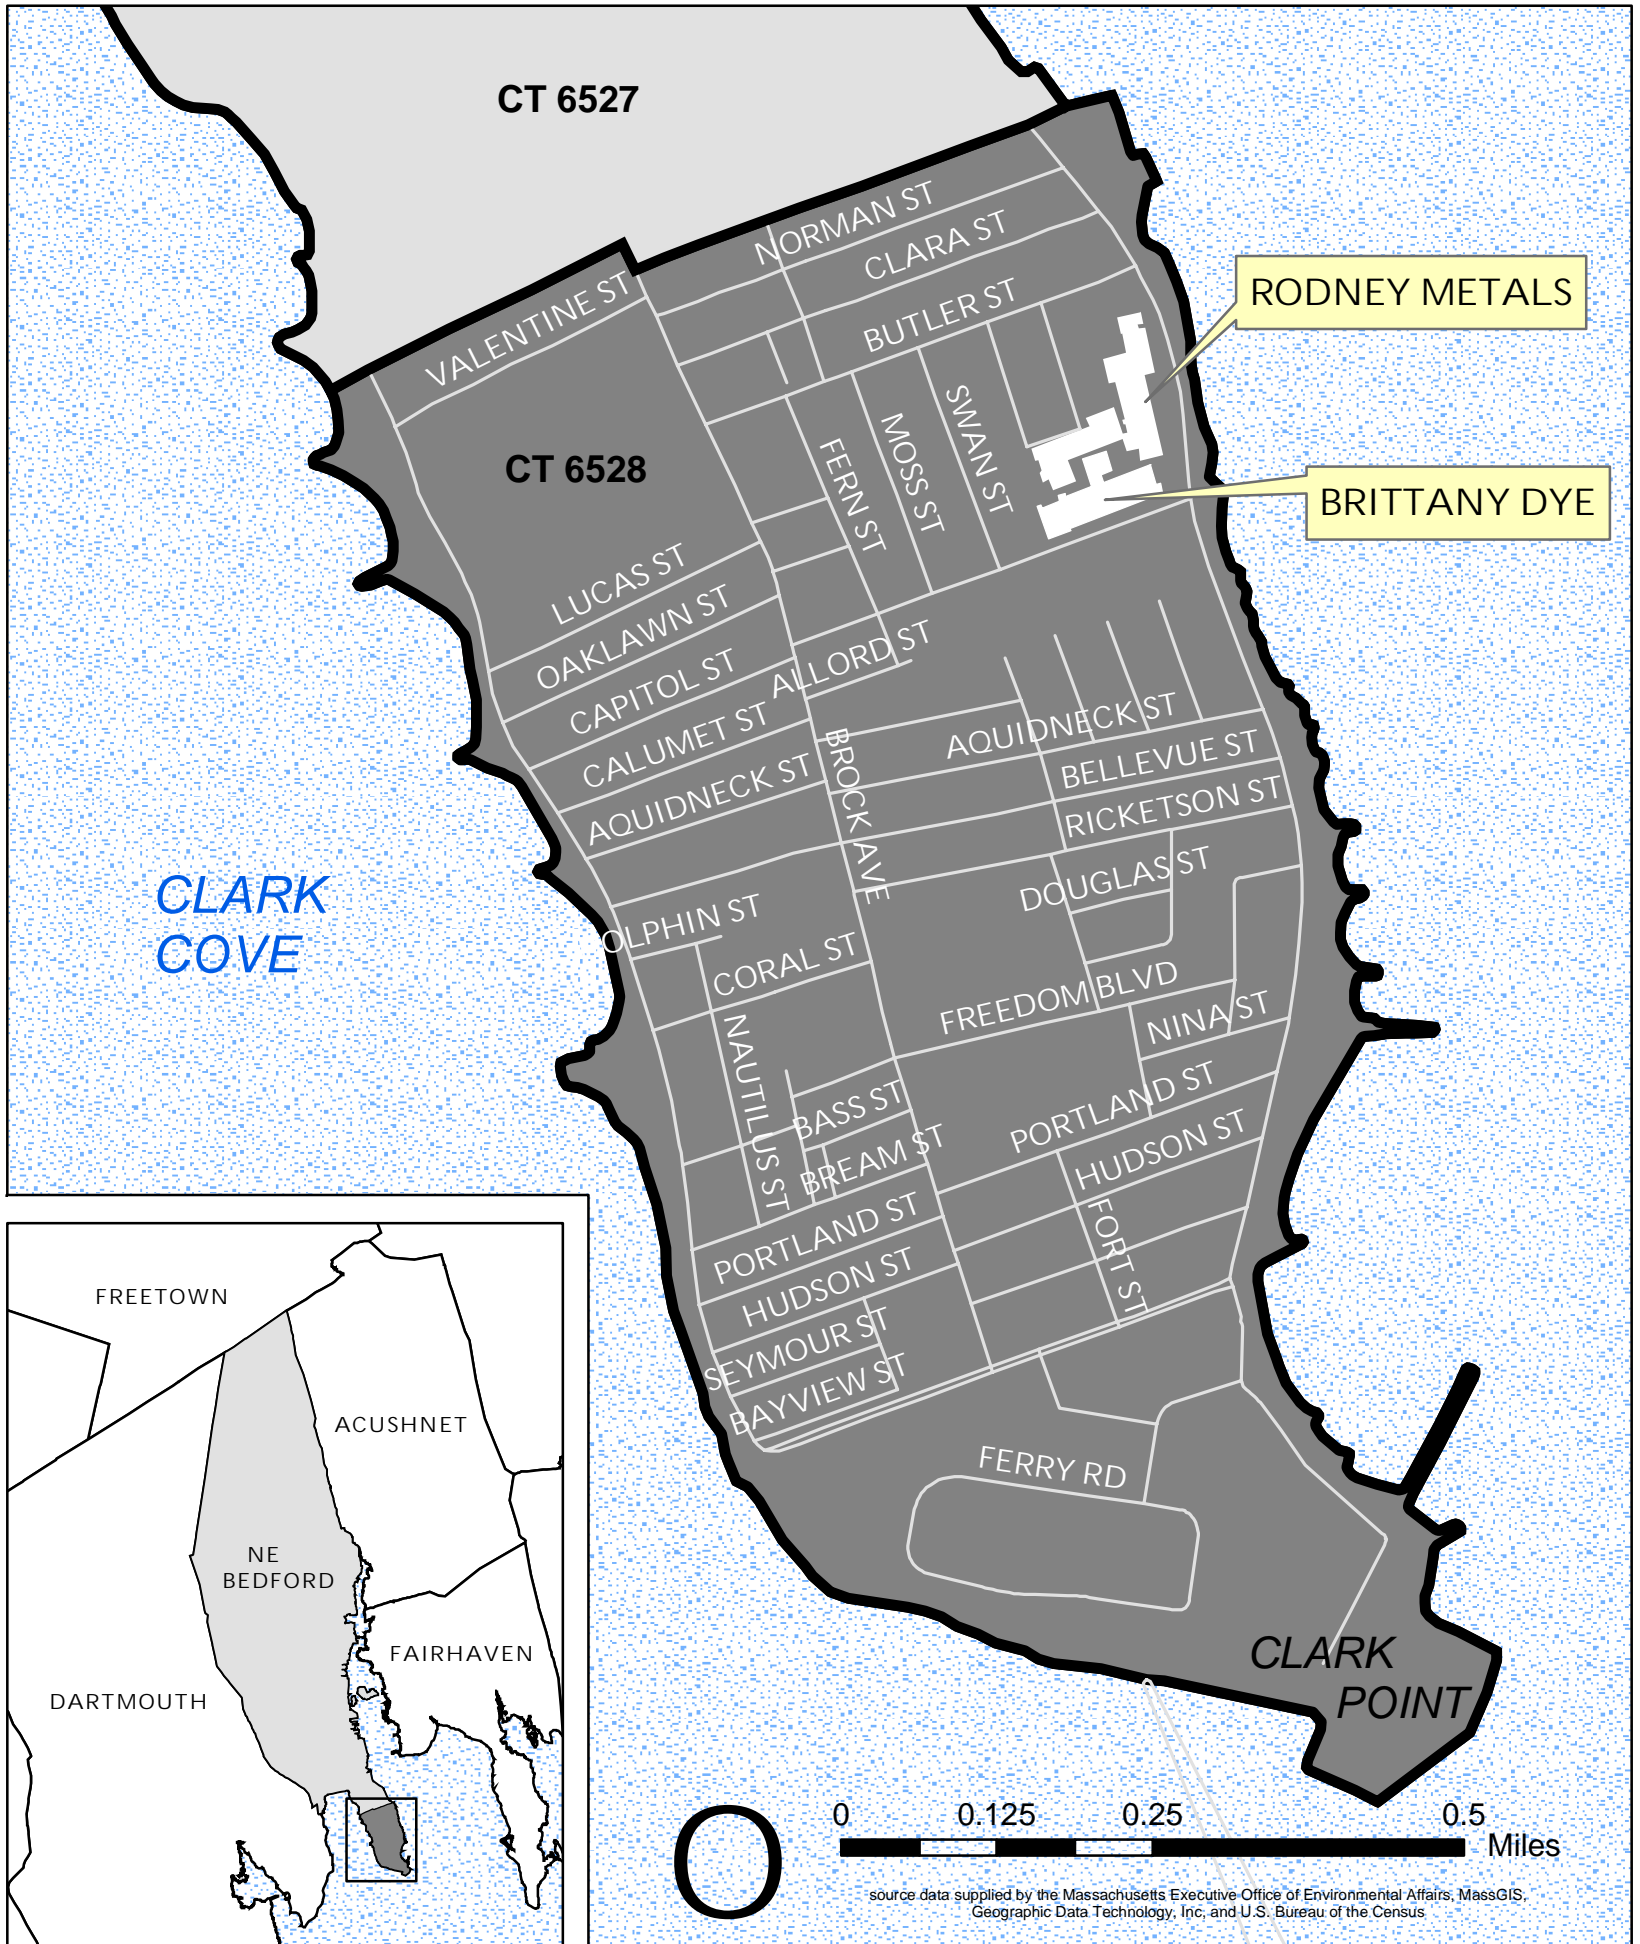 CT 6527
NORMAN ST
CLARA ST
VALENTINE ST
BUTLER ST
RODNEY METALS
CT 6528
FERN ST
MOSS ST
SWAN ST
BRITTANY DYE
LUCAS ST
OAKLAWN ST
CAPITOL ST
ALLORD ST
CALUMET ST
AQUIDNECK ST
AQUIDNECK ST
BROCK AVE
BELLEVUE ST
RICKETSON ST
DOUGLAS ST
CLARK
COVE
OLPHIN ST
CORAL ST
FREEDOM BLVD
NAUTILUS ST
NINA ST
BASS ST
BREAM ST
PORTLAND ST
HUDSON ST
PORTLAND ST
HUDSON ST
FORT ST
SEYMOUR ST
BAYVIEW ST
FERRY RD
CLARK
POINT
FREETOWN
ACUSHNET
NE
BEDFORD
FAIRHAVEN
DARTMOUTH
O
0 0.125 0.25 0.5
Miles
source data supplied by the Massachusetts Executive Office of Environmental Affairs, MassGIS,
Geographic Data Technology, Inc, and U.S. Bureau of the Census